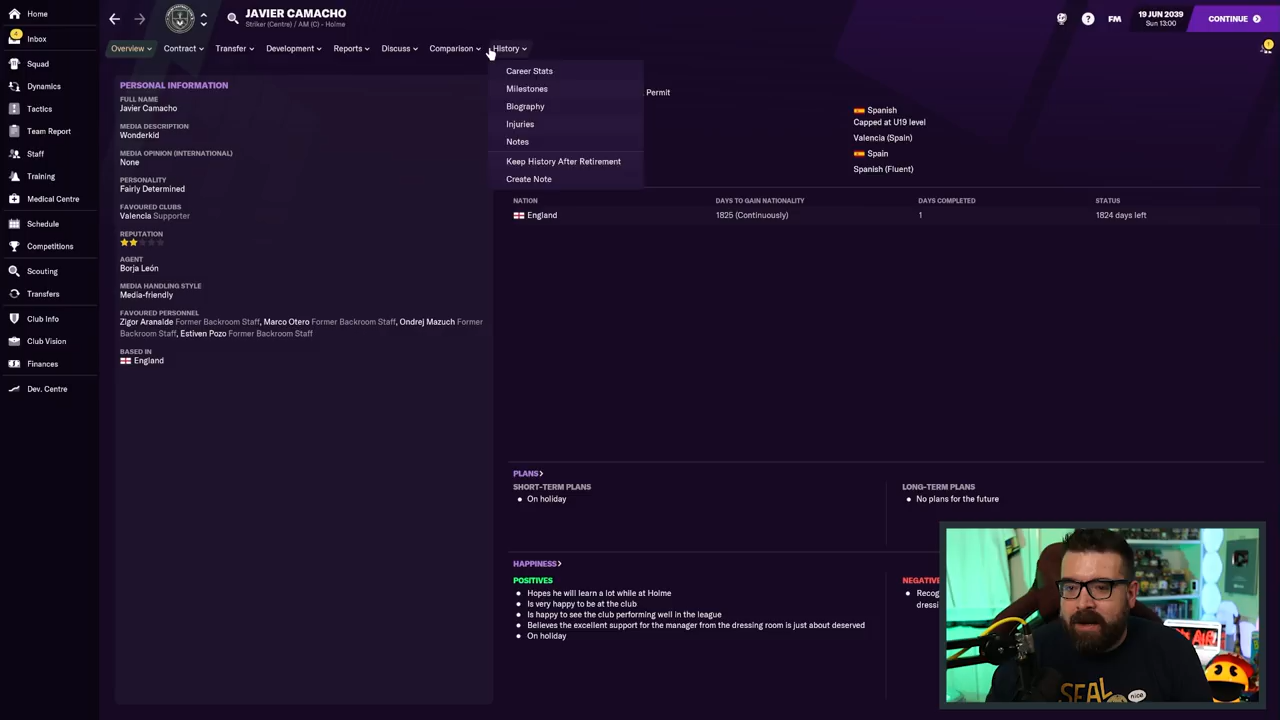 Home
4
Inbox
Squad
Dynamics
Tactics
Team Report
Staff
Training
Medical Centre
Schedule
Competitions
Scouting
Transfers
Club Info
Club Vision
Finances
Dev. Centre
JAVIER CAMACHO
Striker (Centre) / AM (C) - Holme
FM
19 JUN 2039
Sun 13:00
CONTINUE
Overview
Contract
Transfer
Development
Reports
Discuss
Comparison
History
Career Stats
Milestones
Biography
Injuries
Notes
Keep History After Retirement
Create Note
PERSONAL INFORMATION
FULL NAME
Javier Camacho
MEDIA DESCRIPTION
Wonderkid
MEDIA OPINION (INTERNATIONAL)
None
PERSONALITY
Fairly Determined
FAVOURED CLUBS
Valencia Supporter
REPUTATION
AGENT
Borja León
MEDIA HANDLING STYLE
Media-friendly
FAVOURED PERSONNEL
Zigor Aranalde Former Backroom Staff, Marco Otero Former Backroom Staff, Ondrej Mazuch Former
Backroom Staff, Estiven Pozo Former Backroom Staff
BASED IN
England
Permit
Spanish
Capped at U19 level
Valencia (Spain)
Spain
Spanish (Fluent)
NATION DAYS TO GAIN NATIONALITY DAYS COMPLETED STATUS
England 1825 (Continuously) 1 1824 days left
PLANS
SHORT-TERM PLANS
On holiday
LONG-TERM PLANS
No plans for the future
HAPPINESS
POSITIVES
Hopes he will learn a lot while at Holme
Is very happy to be at the club
Is happy to see the club performing well in the league
Believes the excellent support for the manager from the dressing room is just about deserved
On holiday
SEAL
nice